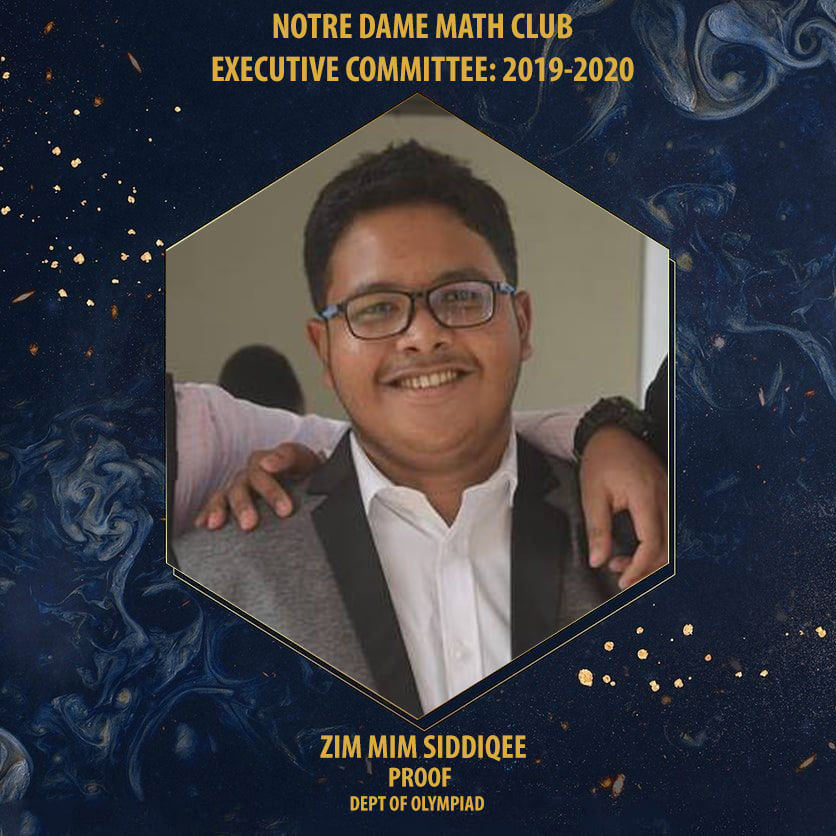 NOTRE DAME MATH CLUB
EXECUTIVE COMMITTEE: 2019-2020
ZIM MIM SIDDIQEE
PROOF
DEPT OF OLYMPIAD